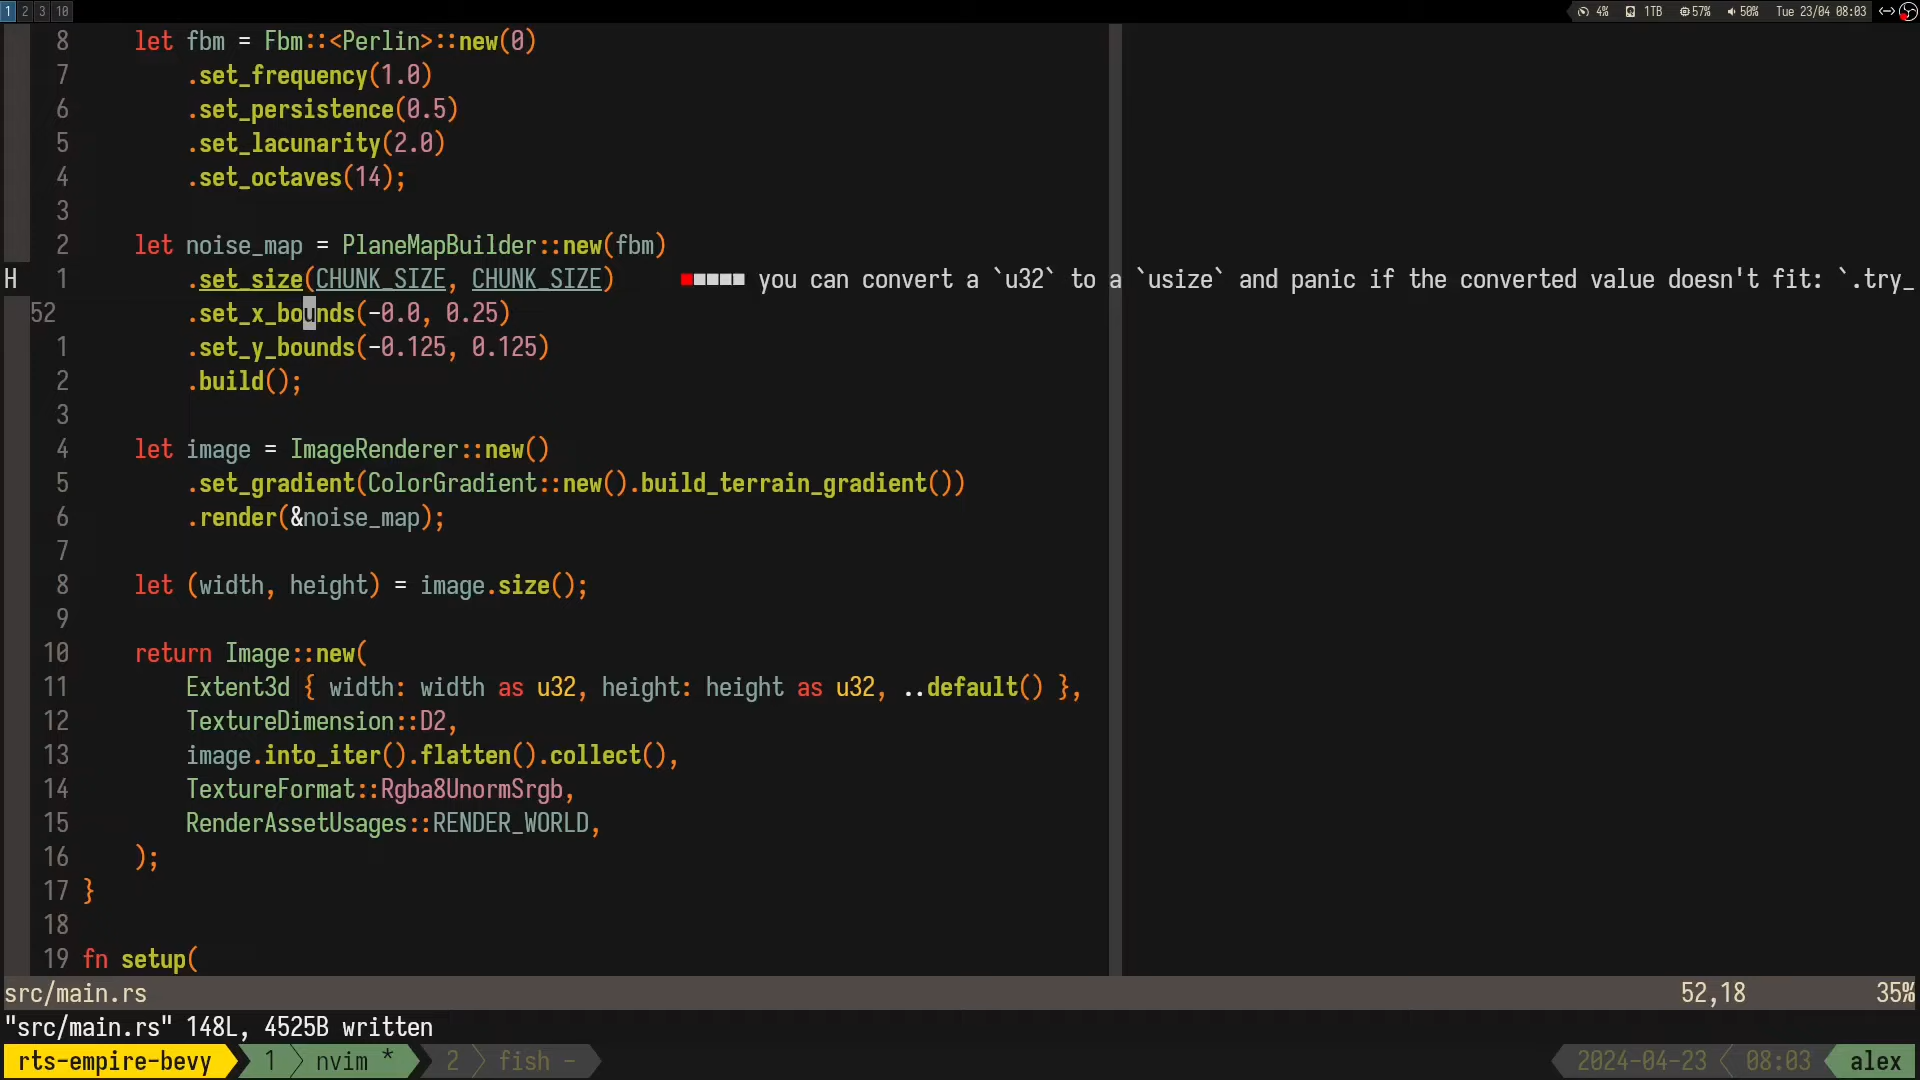 1 2 3 10 4% 1TB 57% 50% Tue 23/04 08:03
8 let fbm = Fbm::<Perlin>::new(0)
7 .set_frequency(1.0)
6 .set_persistence(0.5)
5 .set_lacunarity(2.0)
4 .set_octaves(14);
3
2 let noise_map = PlaneMapBuilder::new(fbm)
H 1 .set_size(CHUNK_SIZE, CHUNK_SIZE) ■■■■■ you can convert a `u32` to a `usize` and panic if the converted value doesn't fit: `.try_
52 .set_x_bounds(-0.0, 0.25)
1 .set_y_bounds(-0.125, 0.125)
2 .build();
3
4 let image = ImageRenderer::new()
5 .set_gradient(ColorGradient::new().build_terrain_gradient())
6 .render(&noise_map);
7
8 let (width, height) = image.size();
9
10 return Image::new(
11 Extent3d { width: width as u32, height: height as u32, ..default() },
12 TextureDimension::D2,
13 image.into_iter().flatten().collect(),
14 TextureFormat::Rgba8UnormSrgb,
15 RenderAssetUsages::RENDER_WORLD,
16 );
17 }
18
19 fn setup(
src/main.rs 52,18 35%
"src/main.rs" 148L, 4525B written
rts-empire-bevy 1 nvim * 2 fish - 2024-04-23 08:03 alex